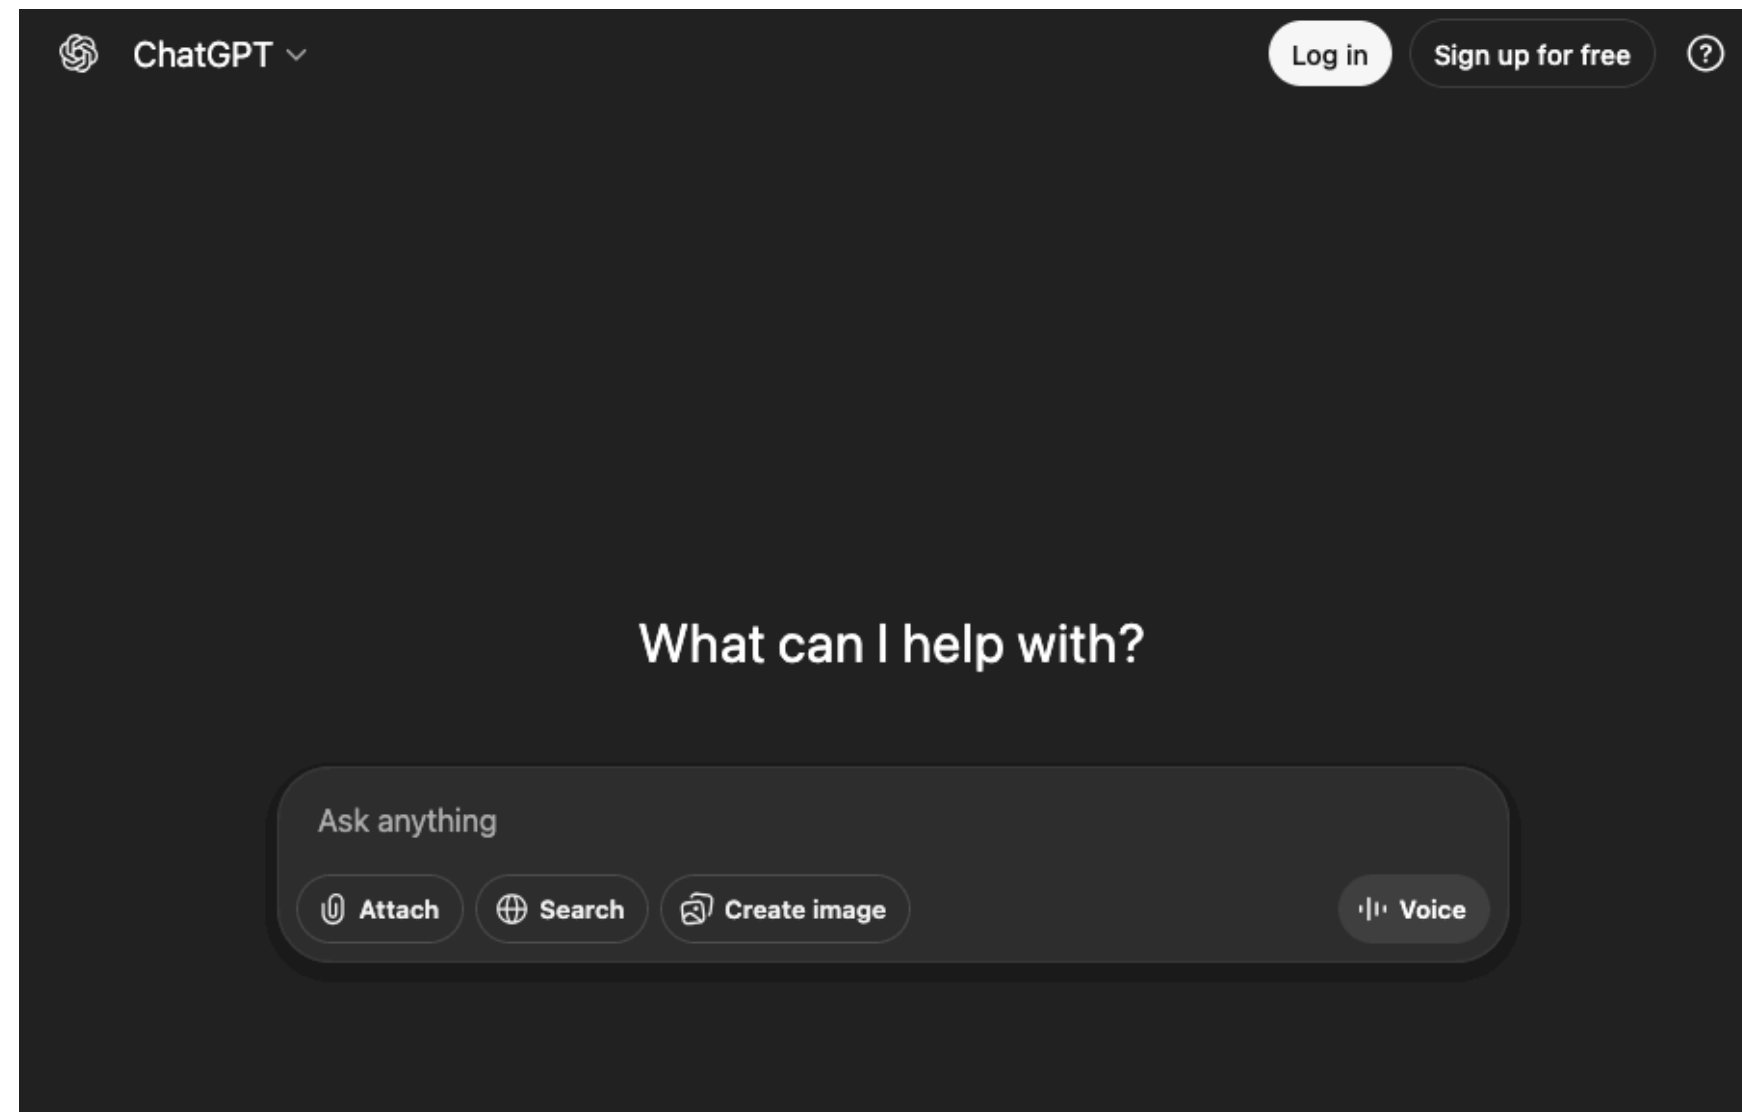 ChatGPT
Log in
Sign up for free
What can I help with?
Ask anything
Attach
Search
Create image
Voice